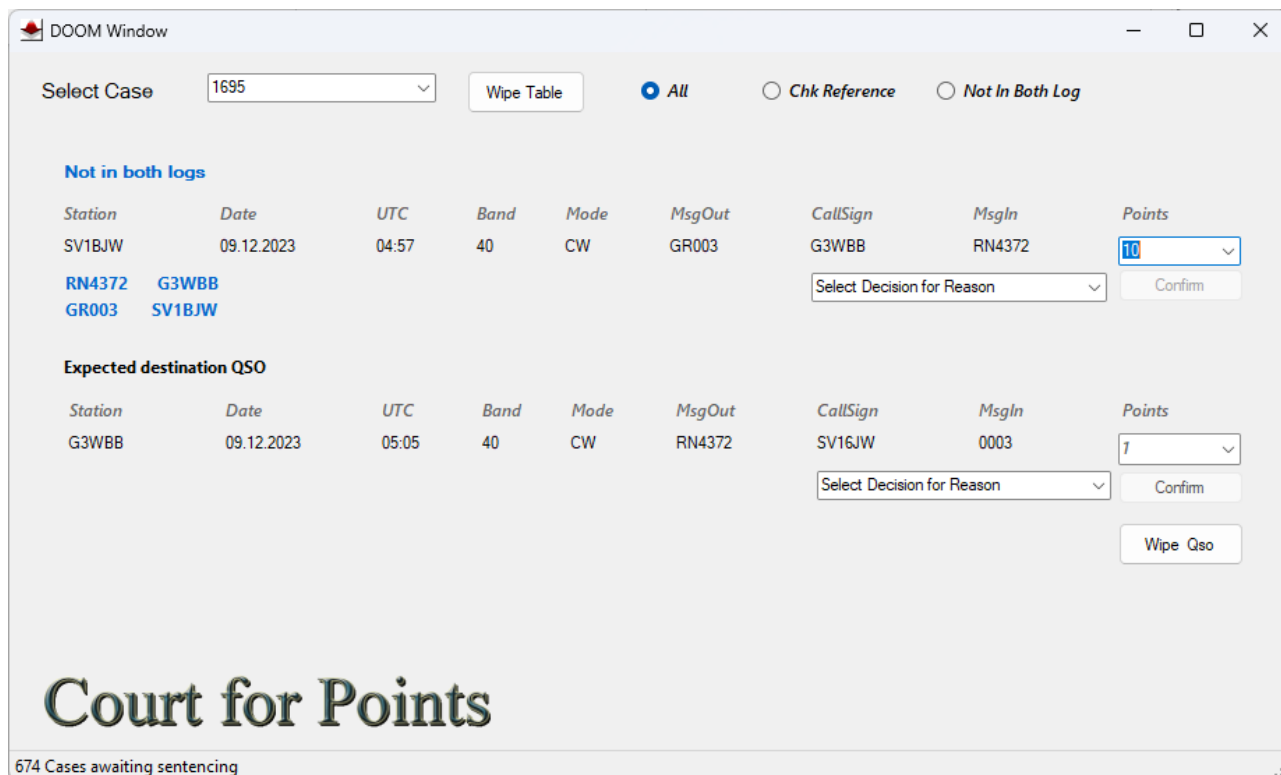 DOOM Window
Select Case 1695 Wipe Table All Chk Reference Not In Both Log
Not in both logs
Station Date UTC Band Mode MsgOut CallSign MsgIn Points
SV1BJW 09.12.2023 04:57 40 CW GR003 G3WBB RN4372 10
RN4372 G3WBB Select Decision for Reason Confirm
GR003 SV1BJW
Expected destination QSO
Station Date UTC Band Mode MsgOut CallSign MsgIn Points
G3WBB 09.12.2023 05:05 40 CW RN4372 SV16JW 0003 1
Select Decision for Reason Confirm
Wipe Qso
Court for Points
674 Cases awaiting sentencing